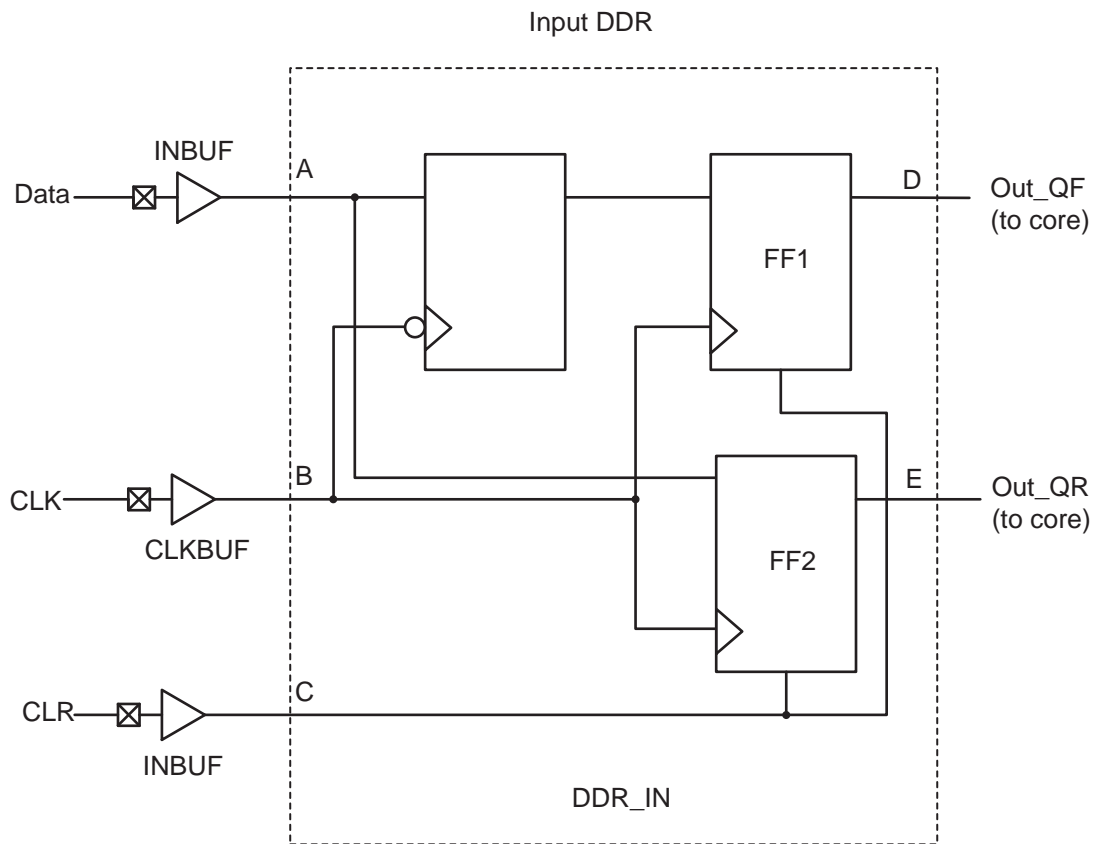 Input DDR
INBUF
A
Data
D
Out_QF
(to core)
FF1
B
CLK
CLKBUF
E
Out_QR
(to core)
FF2
C
CLR
INBUF
DDR_IN